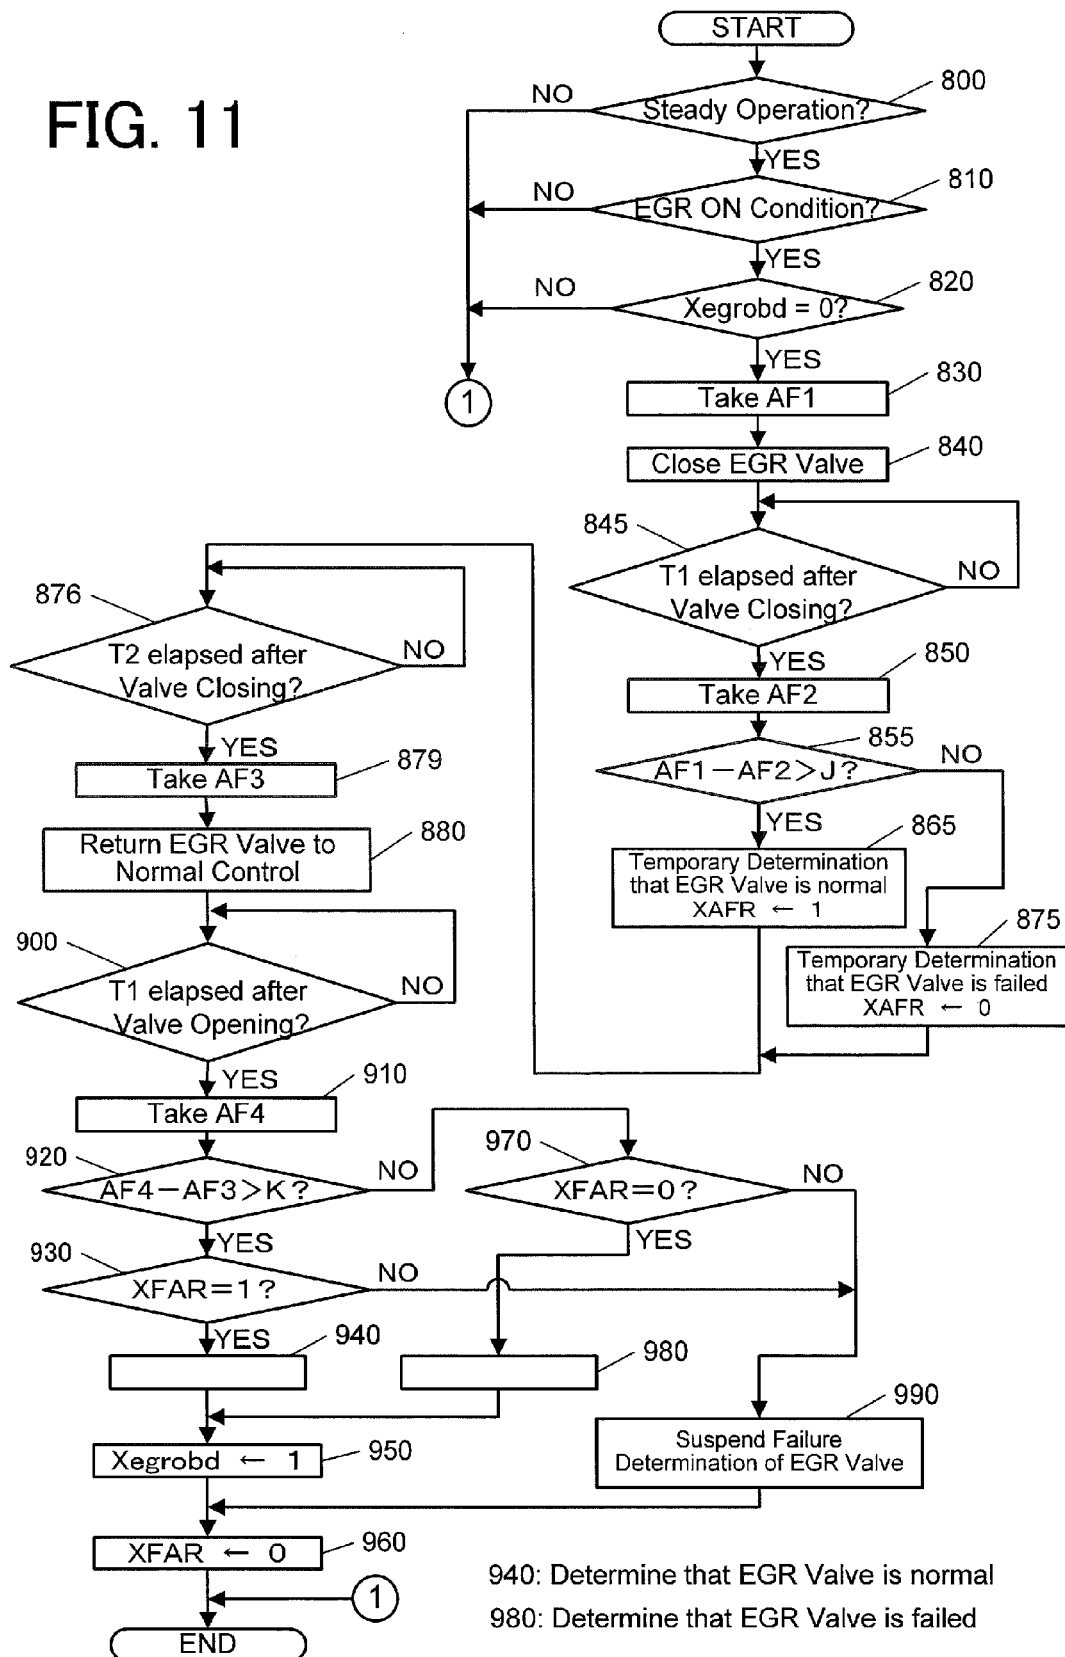 FIG. 11
START
800
Steady Operation?
NO
YES
810
EGR ON Condition?
NO
YES
820
Xegrobd = 0?
NO
YES
1
830
Take AF1
840
Close EGR Valve
845
T1 elapsed after
Valve Closing?
NO
YES
850
Take AF2
855
AF1-AF2>J?
NO
YES
865
Temporary Determination
that EGR Valve is normal
XAFR ← 1
875
Temporary Determination
that EGR Valve is failed
XAFR ← 0
876
T2 elapsed after
Valve Closing?
NO
YES
879
Take AF3
880
Return EGR Valve to
Normal Control
900
T1 elapsed after
Valve Opening?
NO
YES
910
Take AF4
920
AF4-AF3>K?
NO
YES
970
XFAR=0?
NO
YES
930
XFAR=1?
NO
YES
940
980
990
Suspend Failure
Determination of EGR Valve
Xegrobd ← 1
950
XFAR ← 0
960
1
END
940: Determine that EGR Valve is normal
980: Determine that EGR Valve is failed